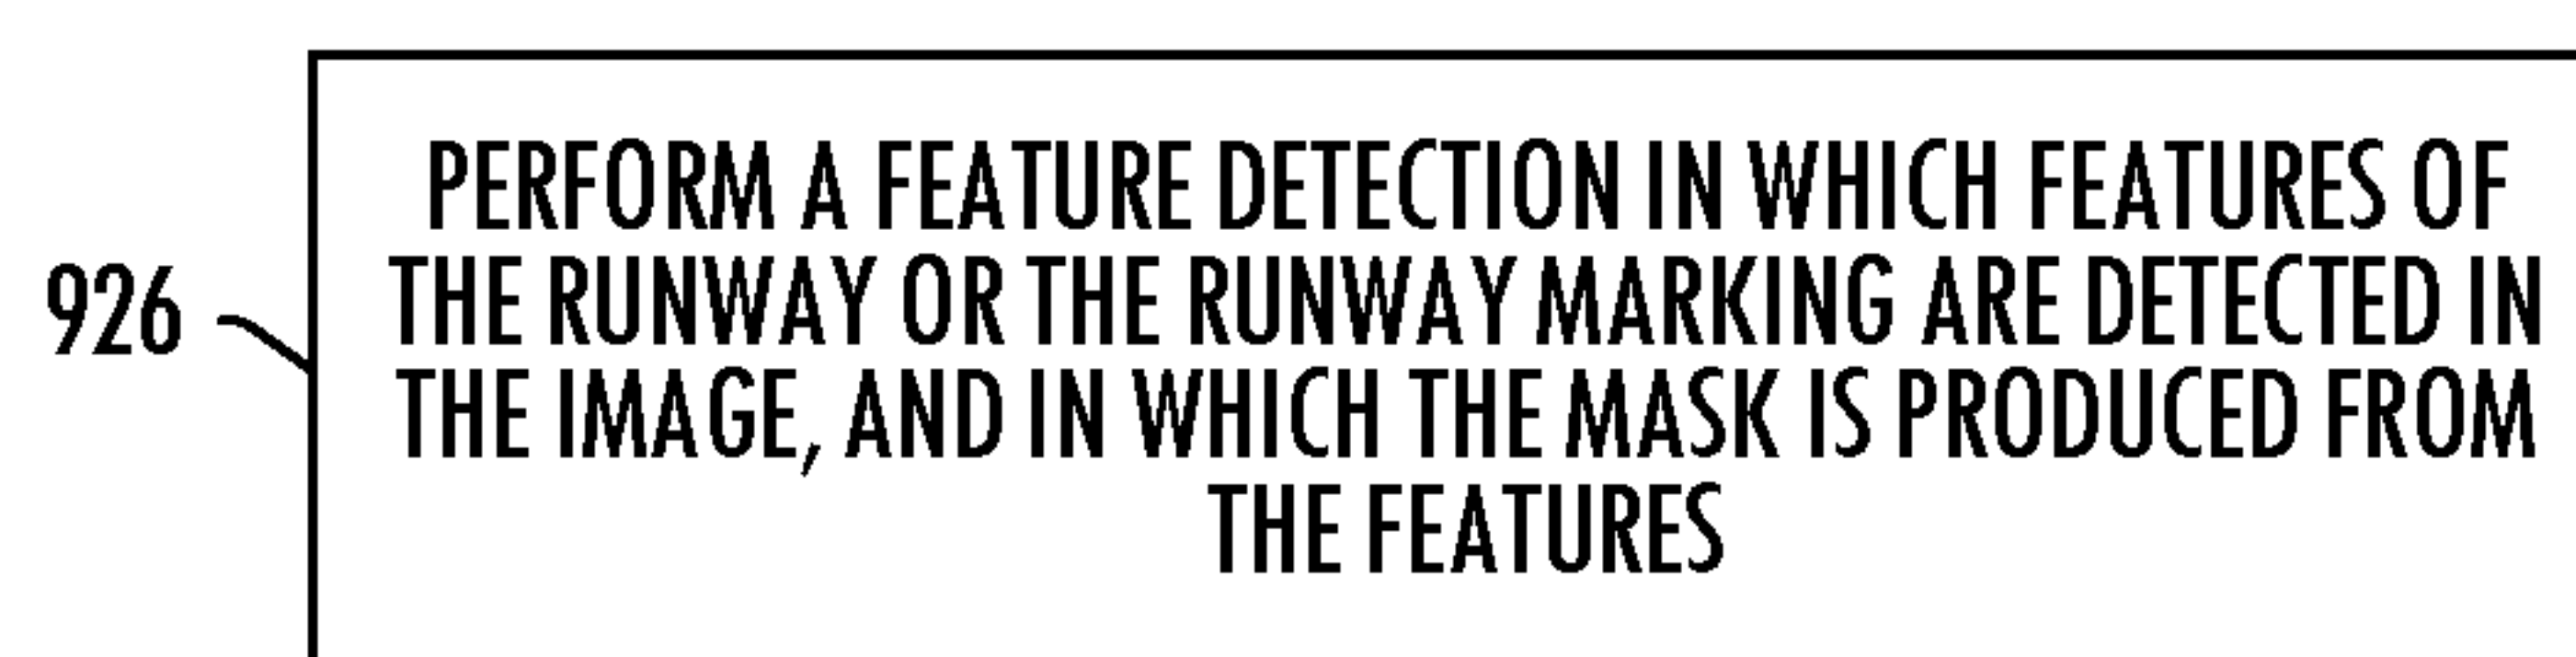 PERFORM A FEATURE DETECTION IN WHICH FEATURES OF
THE RUNWAY OR THE RUNWAY MARKING ARE DETECTED IN
THE IMAGE, AND IN WHICH THE MASK IS PRODUCED FROM
THE FEATURES
926